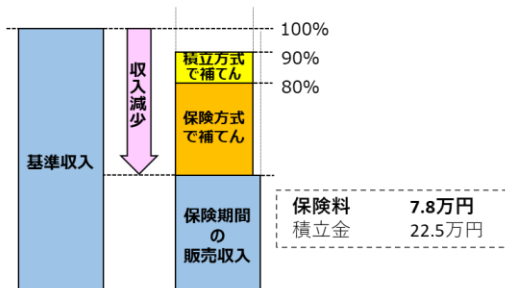 100%
90%
80%
積立方式
で補てん
収入減少
保険方式
で補てん
基準収入
保険期間
の
販売収入
保険料 7.8万円
積立金 22.5万円